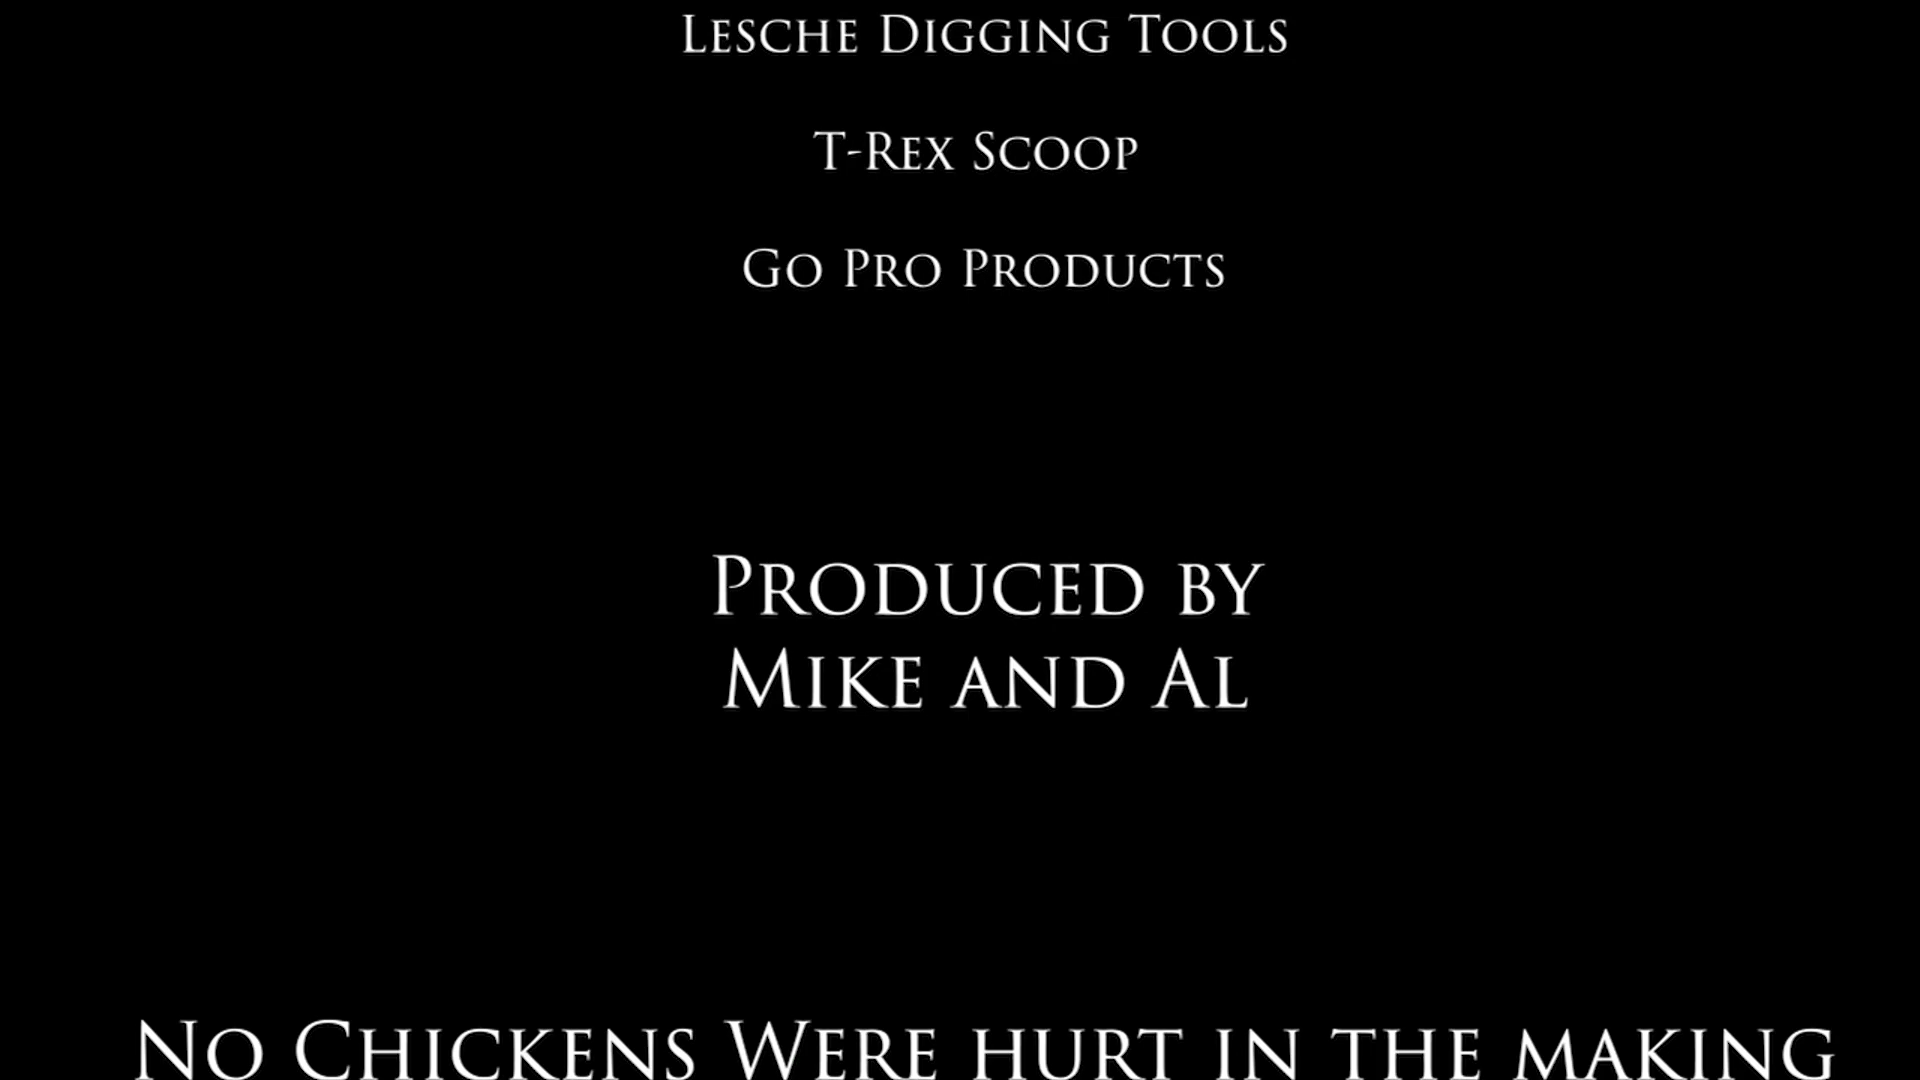 Lesche Digging Tools
T-Rex Scoop
Go Pro Products
Produced by
Mike and Al
No Chickens Were hurt in the making